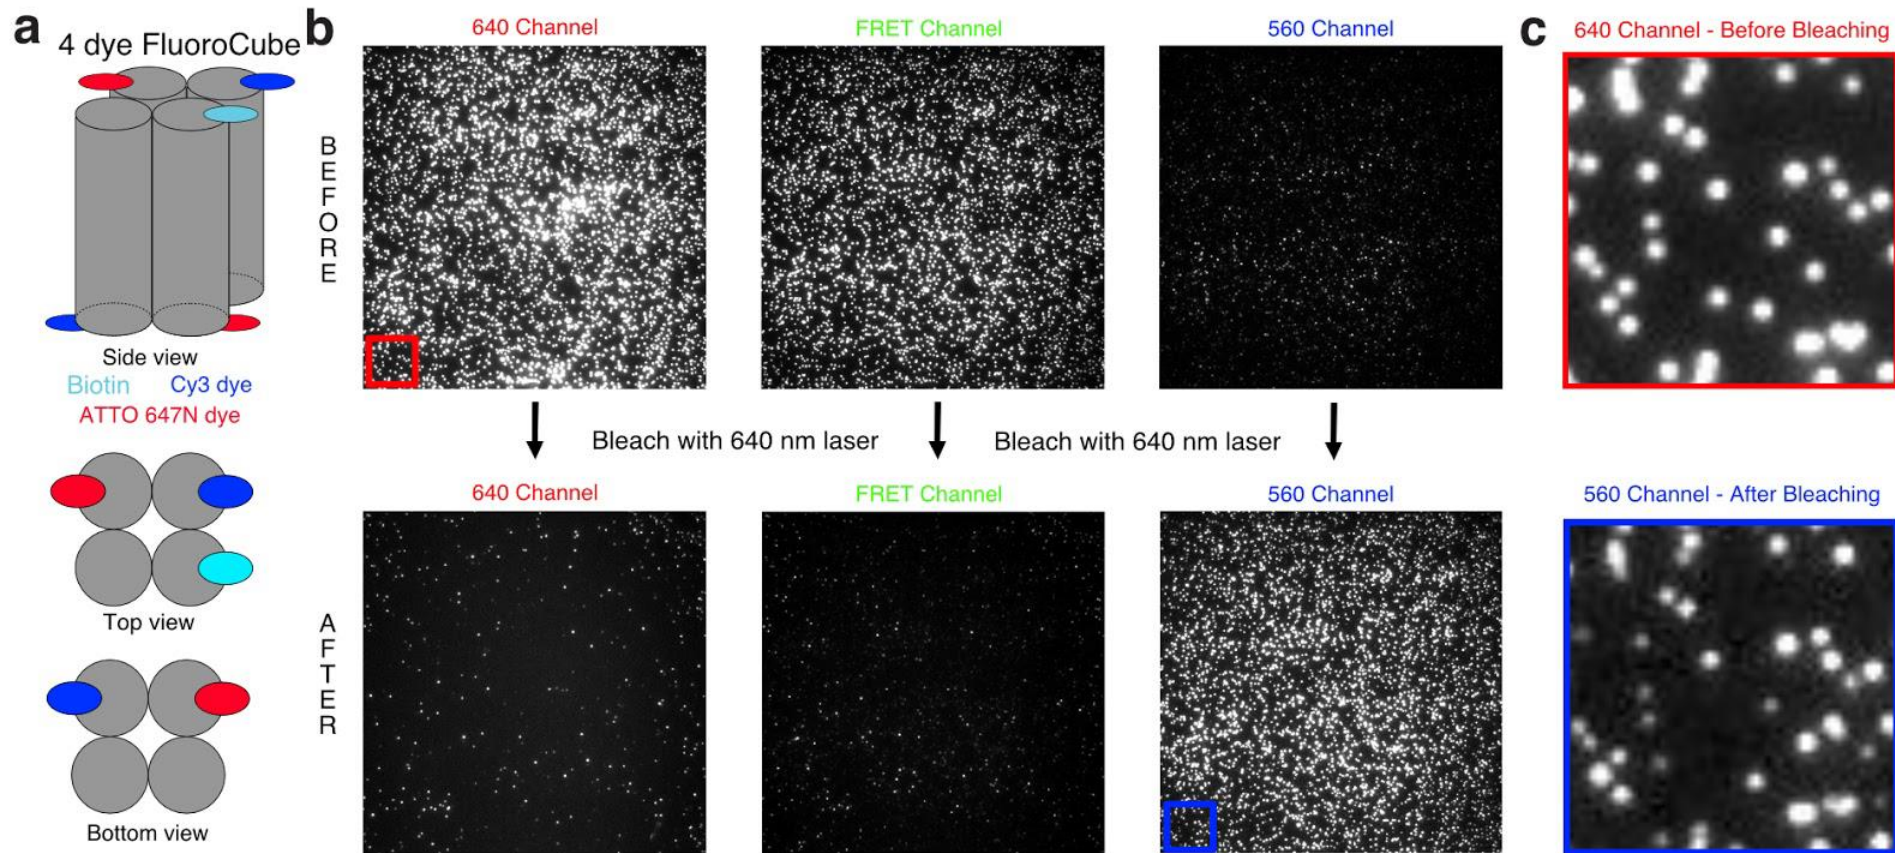 a
4 dye FluoroCube
Side view
Biotin
Cy3 dye
ATTO 647N dye
Top view
Bottom view
b
640 Channel
FRET Channel
560 Channel
BEFORE
Bleach with 640 nm laser
Bleach with 640 nm laser
640 Channel
FRET Channel
560 Channel
AFTER
c
640 Channel - Before Bleaching
560 Channel - After Bleaching